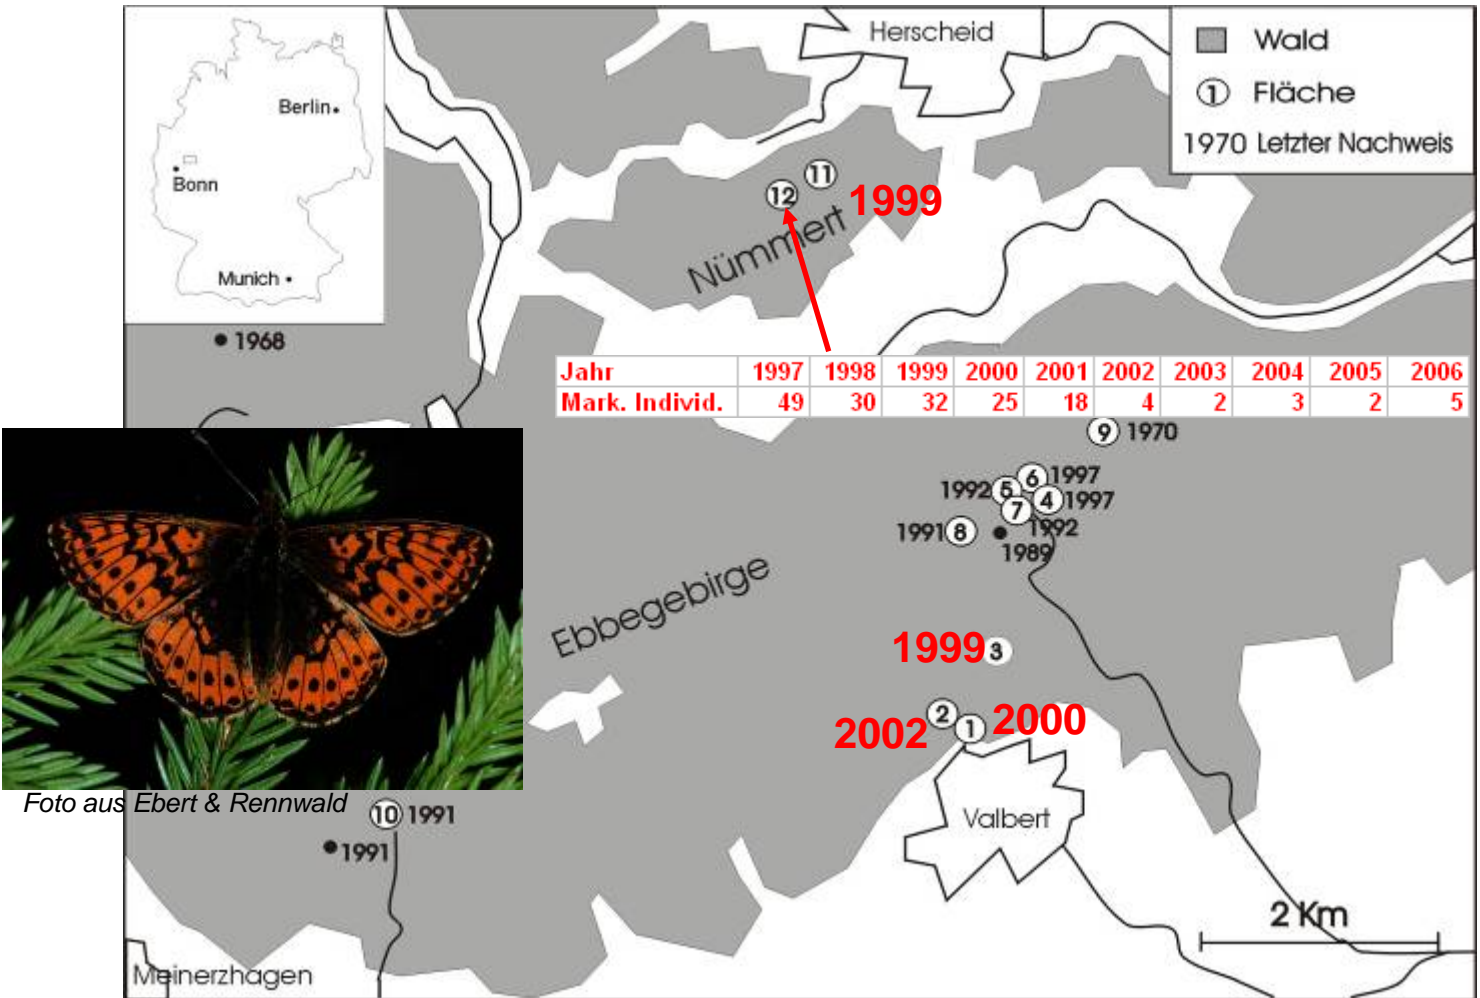 Herscheid
Wald
① Fläche
1970 Letzter Nachweis
Berlin
Bonn
Munich
11
12
1999
Nümmert
1968
Jahr 1997 1998 1999 2000 2001 2002 2003 2004 2005 2006
Mark. Individ. 49 30 32 25 18 4 2 3 2 5
9 1970
6 1997
1992 5
4 1997
7 1992
1991 8
1989
Ebbegebirge
1999 3
2002 2
1 2000
Foto aus Ebert & Rennwald
10 1991
1991
Valbert
2 Km
Meinerzhagen